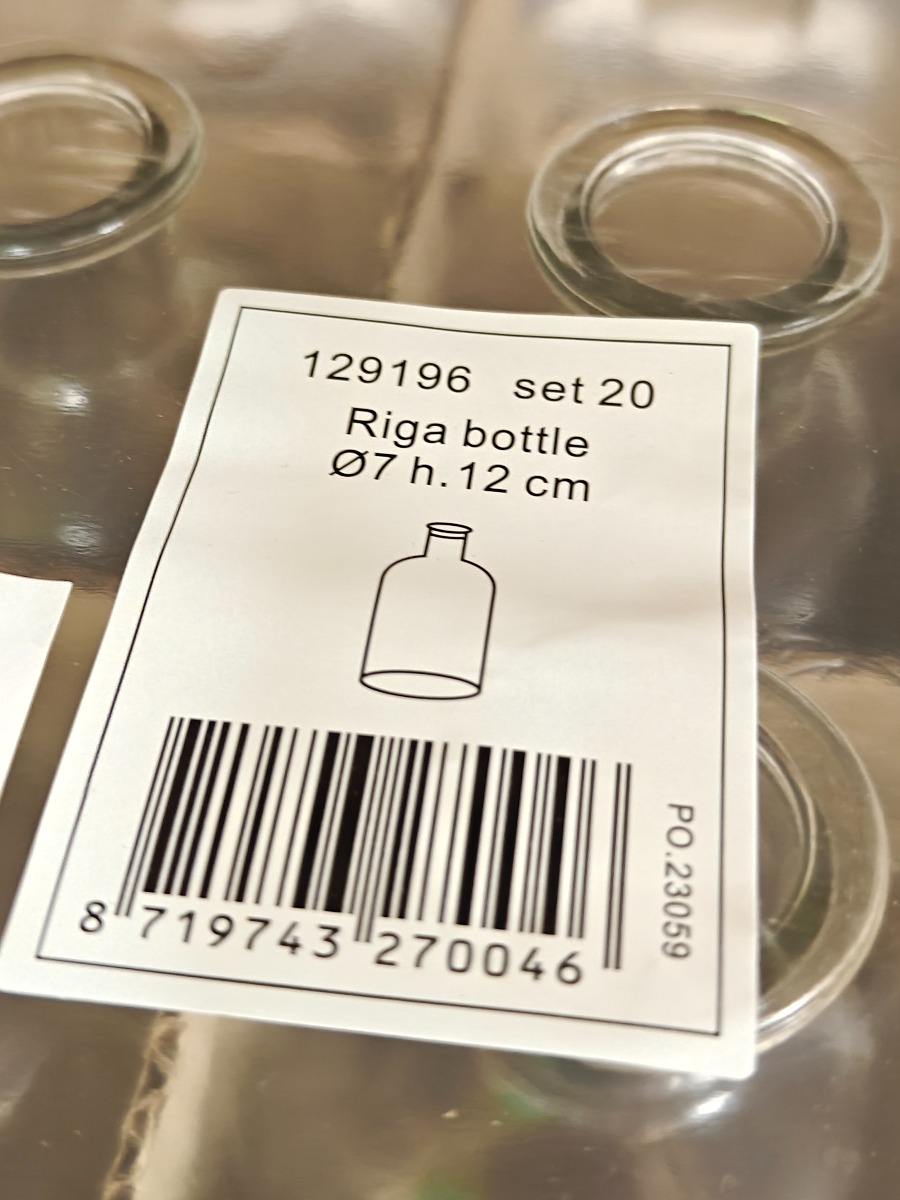 129196 set 20
Riga bottle
Ø7 h.12 cm
8 719743 270046
PO.23059